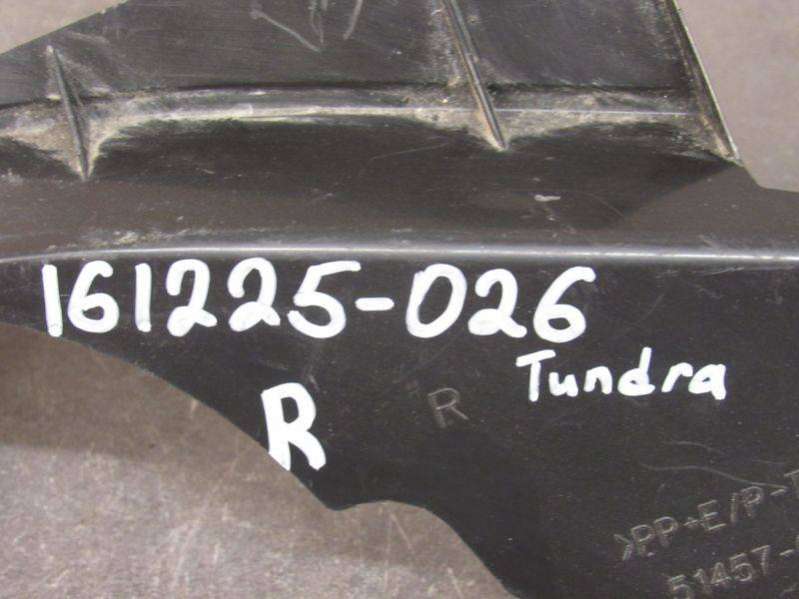 161225-026
Tundra
R
R
>PP+E/P-T
51457-